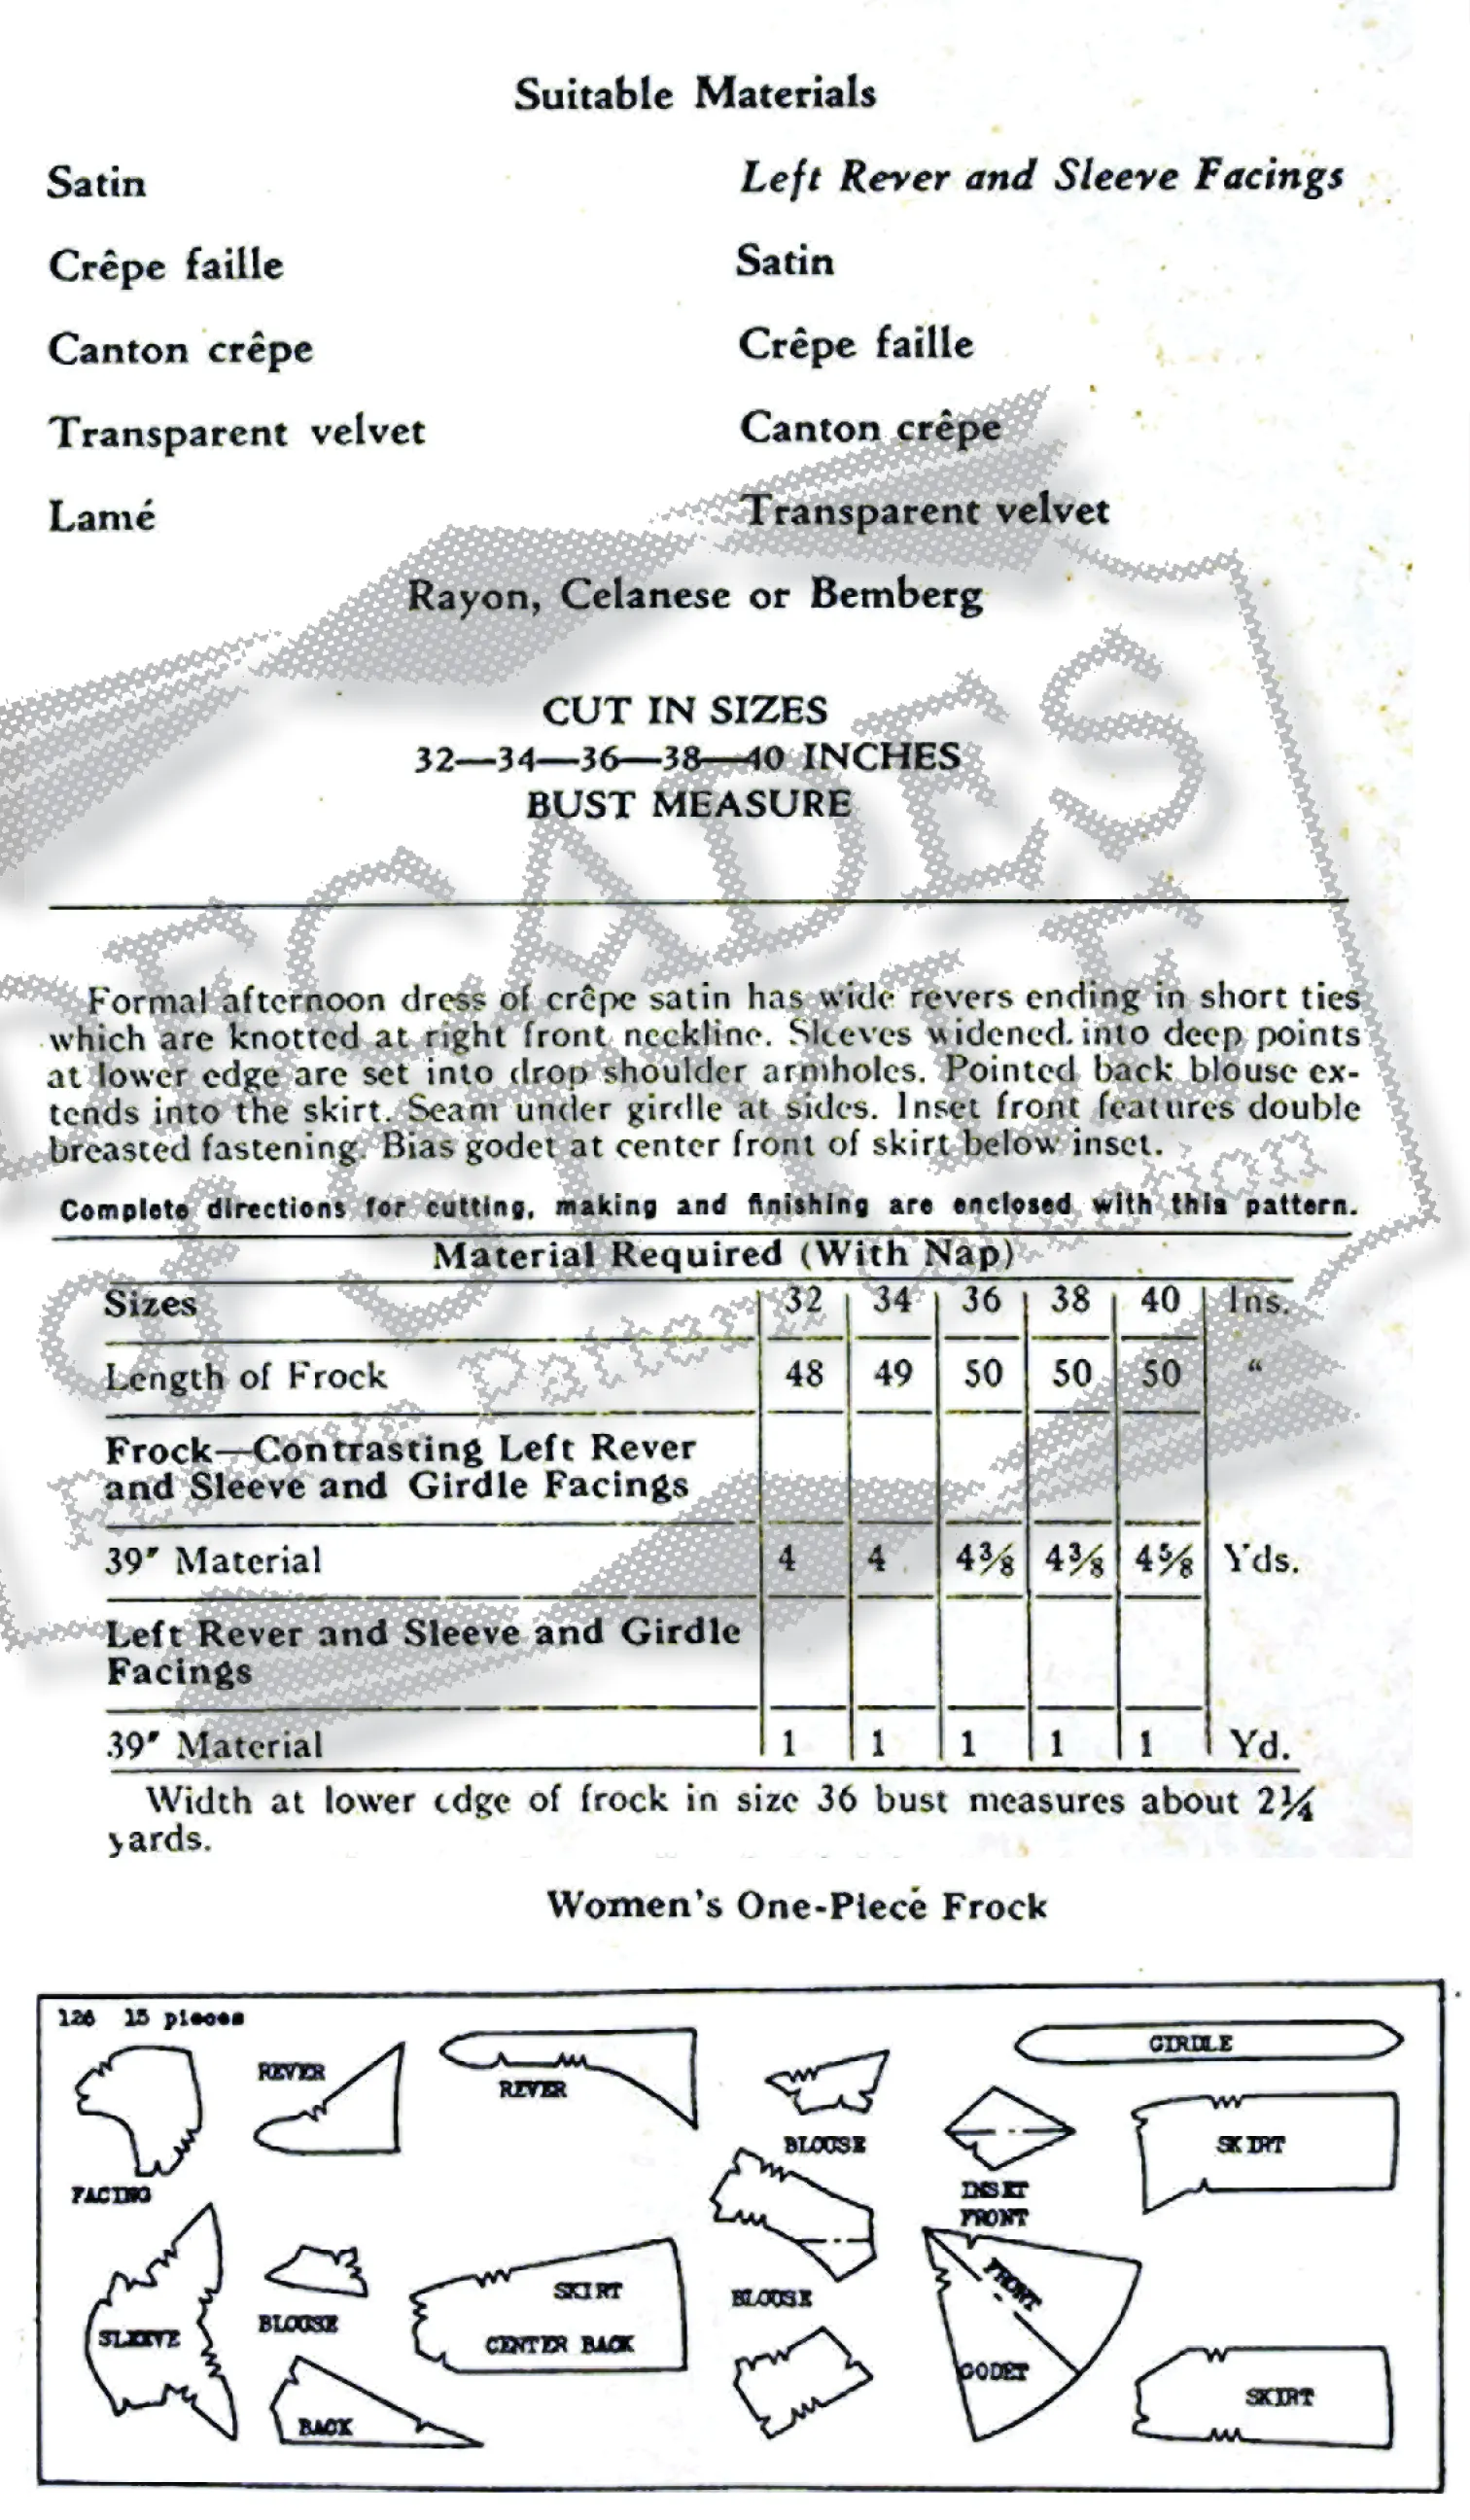 Suitable Materials
Satin
Crêpe faille
Canton crêpe
Transparent velvet
Lamé
Left Rever and Sleeve Facings
Satin
Crêpe faille
Canton crêpe
Transparent velvet
Rayon, Celanese or Bemberg
CUT IN SIZES
32—34—36—38—40 INCHES
BUST MEASURE
Formal afternoon dress of crêpe satin has wide revers ending in short ties
which are knotted at right front neckline. Sleeves widened into deep points
at lower edge are set into drop shoulder armholes. Pointed back blouse ex-
tends into the skirt. Seam under girdle at sides. Inset front features double
breasted fastening. Bias godet at center front of skirt below inset.
Complete directions for cutting, making and finishing are enclosed with this pattern.
Material Required (With Nap)
Sizes 32 34 36 38 40 Ins.
Length of Frock 48 49 50 50 50 “
Frock—Contrasting Left Rever
and Sleeve and Girdle Facings
39″ Material 4 4 4⅜ 4⅜ 4⅝ Yds.
Left Rever and Sleeve and Girdle
Facings
39″ Material 1 1 1 1 1 Yd.
Width at lower edge of frock in size 36 bust measures about 2¼
yards.
Women's One-Piece Frock
126 15 pieces
FACING
REVER
REVER
BLOUSE
GIRDLE
INSET
FRONT
SKIRT
SLEEVE
BLOUSE
BACK
SKIRT
CENTER BACK
BLOUSE
FRONT
GODET
SKIRT
DECADES
OF STYLE
Pattern Company